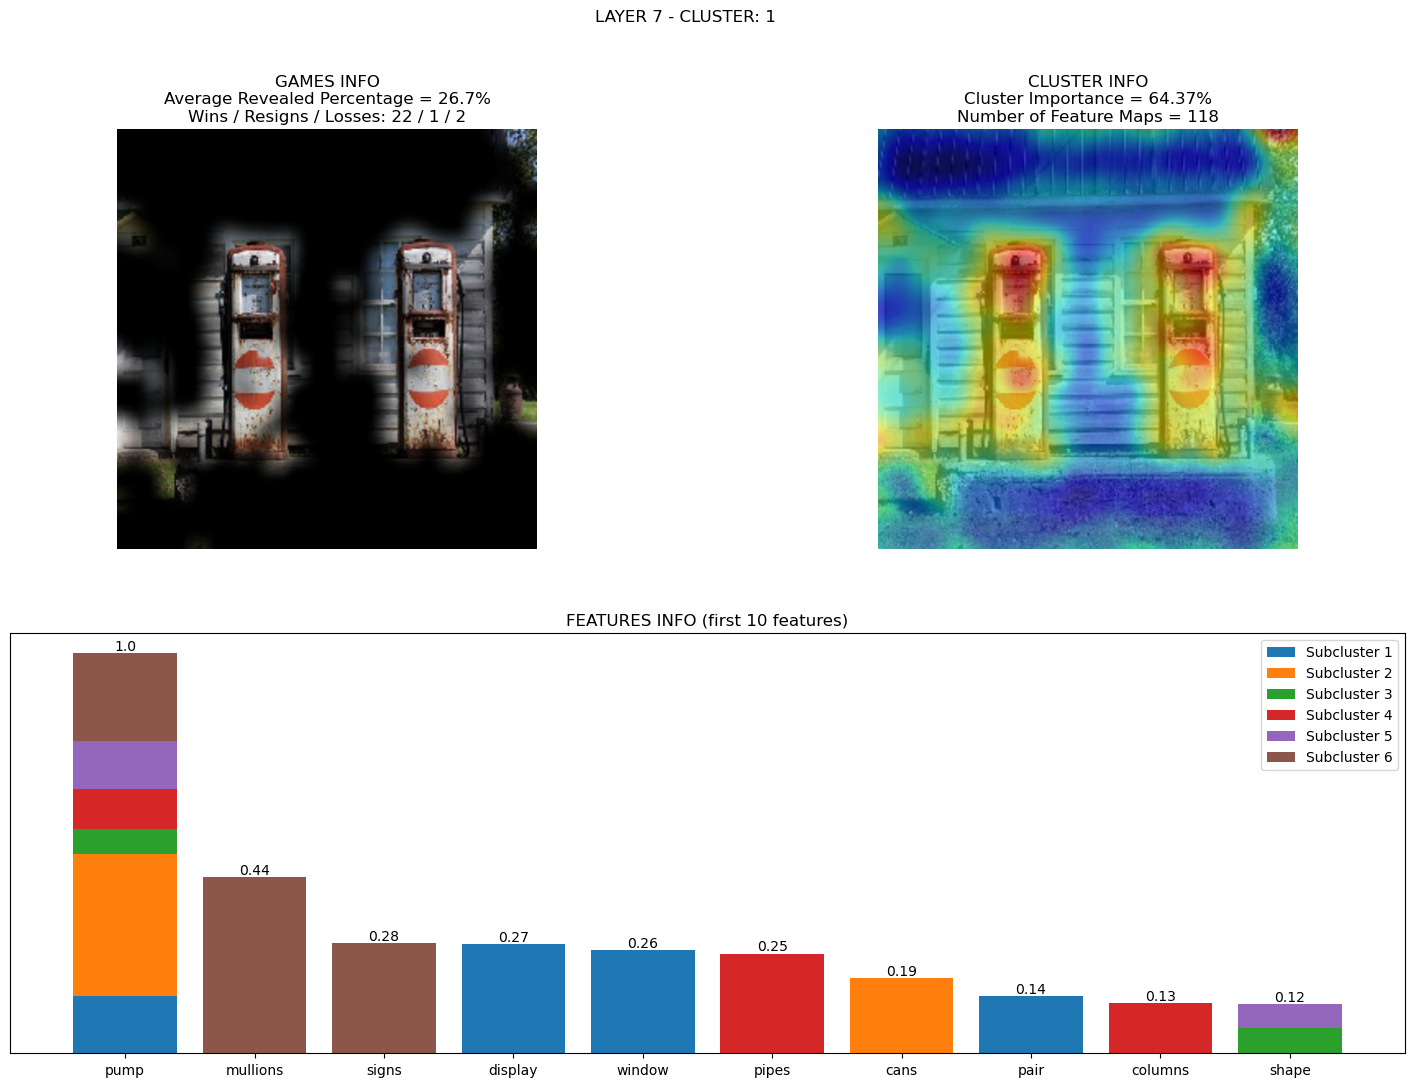 LAYER 7 - CLUSTER: 1
GAMES INFO
Average Revealed Percentage = 26.7%
Wins / Resigns / Losses: 22 / 1 / 2
CLUSTER INFO
Cluster Importance = 64.37%
Number of Feature Maps = 118
FEATURES INFO (first 10 features)
1.0
0.44
0.28
0.27
0.26
0.25
0.19
0.14
0.13
0.12
Subcluster 1
Subcluster 2
Subcluster 3
Subcluster 4
Subcluster 5
Subcluster 6
pump
mullions
signs
display
window
pipes
cans
pair
columns
shape